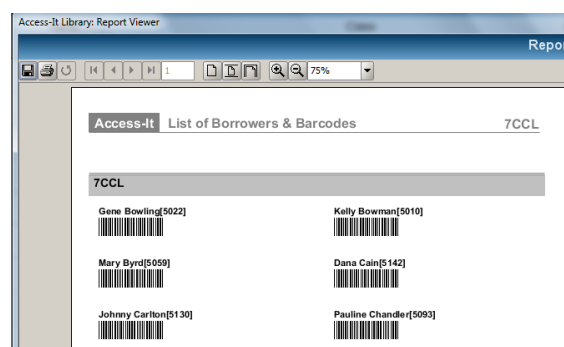 Access-It Library: Report Viewer
Repo
1 75%
Access-It List of Borrowers & Barcodes 7CCL
7CCL
Gene Bowling[5022] Kelly Bowman[5010]
Mary Byrd[5059] Dana Cain[5142]
Johnny Carlton[5130] Pauline Chandler[5093]